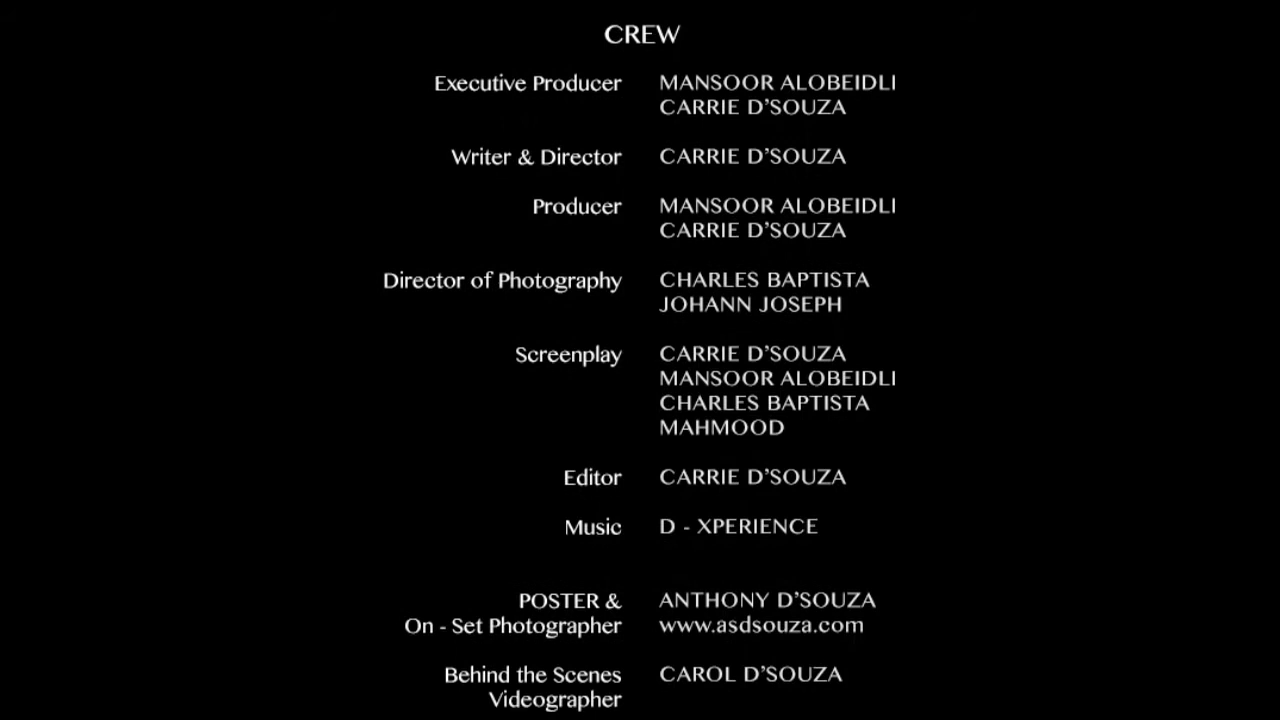 CREW
Executive Producer MANSOOR ALOBEIDLI
CARRIE D'SOUZA
Writer & Director CARRIE D'SOUZA
Producer MANSOOR ALOBEIDLI
CARRIE D'SOUZA
Director of Photography CHARLES BAPTISTA
JOHANN JOSEPH
Screenplay CARRIE D'SOUZA
MANSOOR ALOBEIDLI
CHARLES BAPTISTA
MAHMOOD
Editor CARRIE D'SOUZA
Music D - XPERIENCE
POSTER & ANTHONY D'SOUZA
On - Set Photographer www.asdsouza.com
Behind the Scenes CAROL D'SOUZA
Videographer